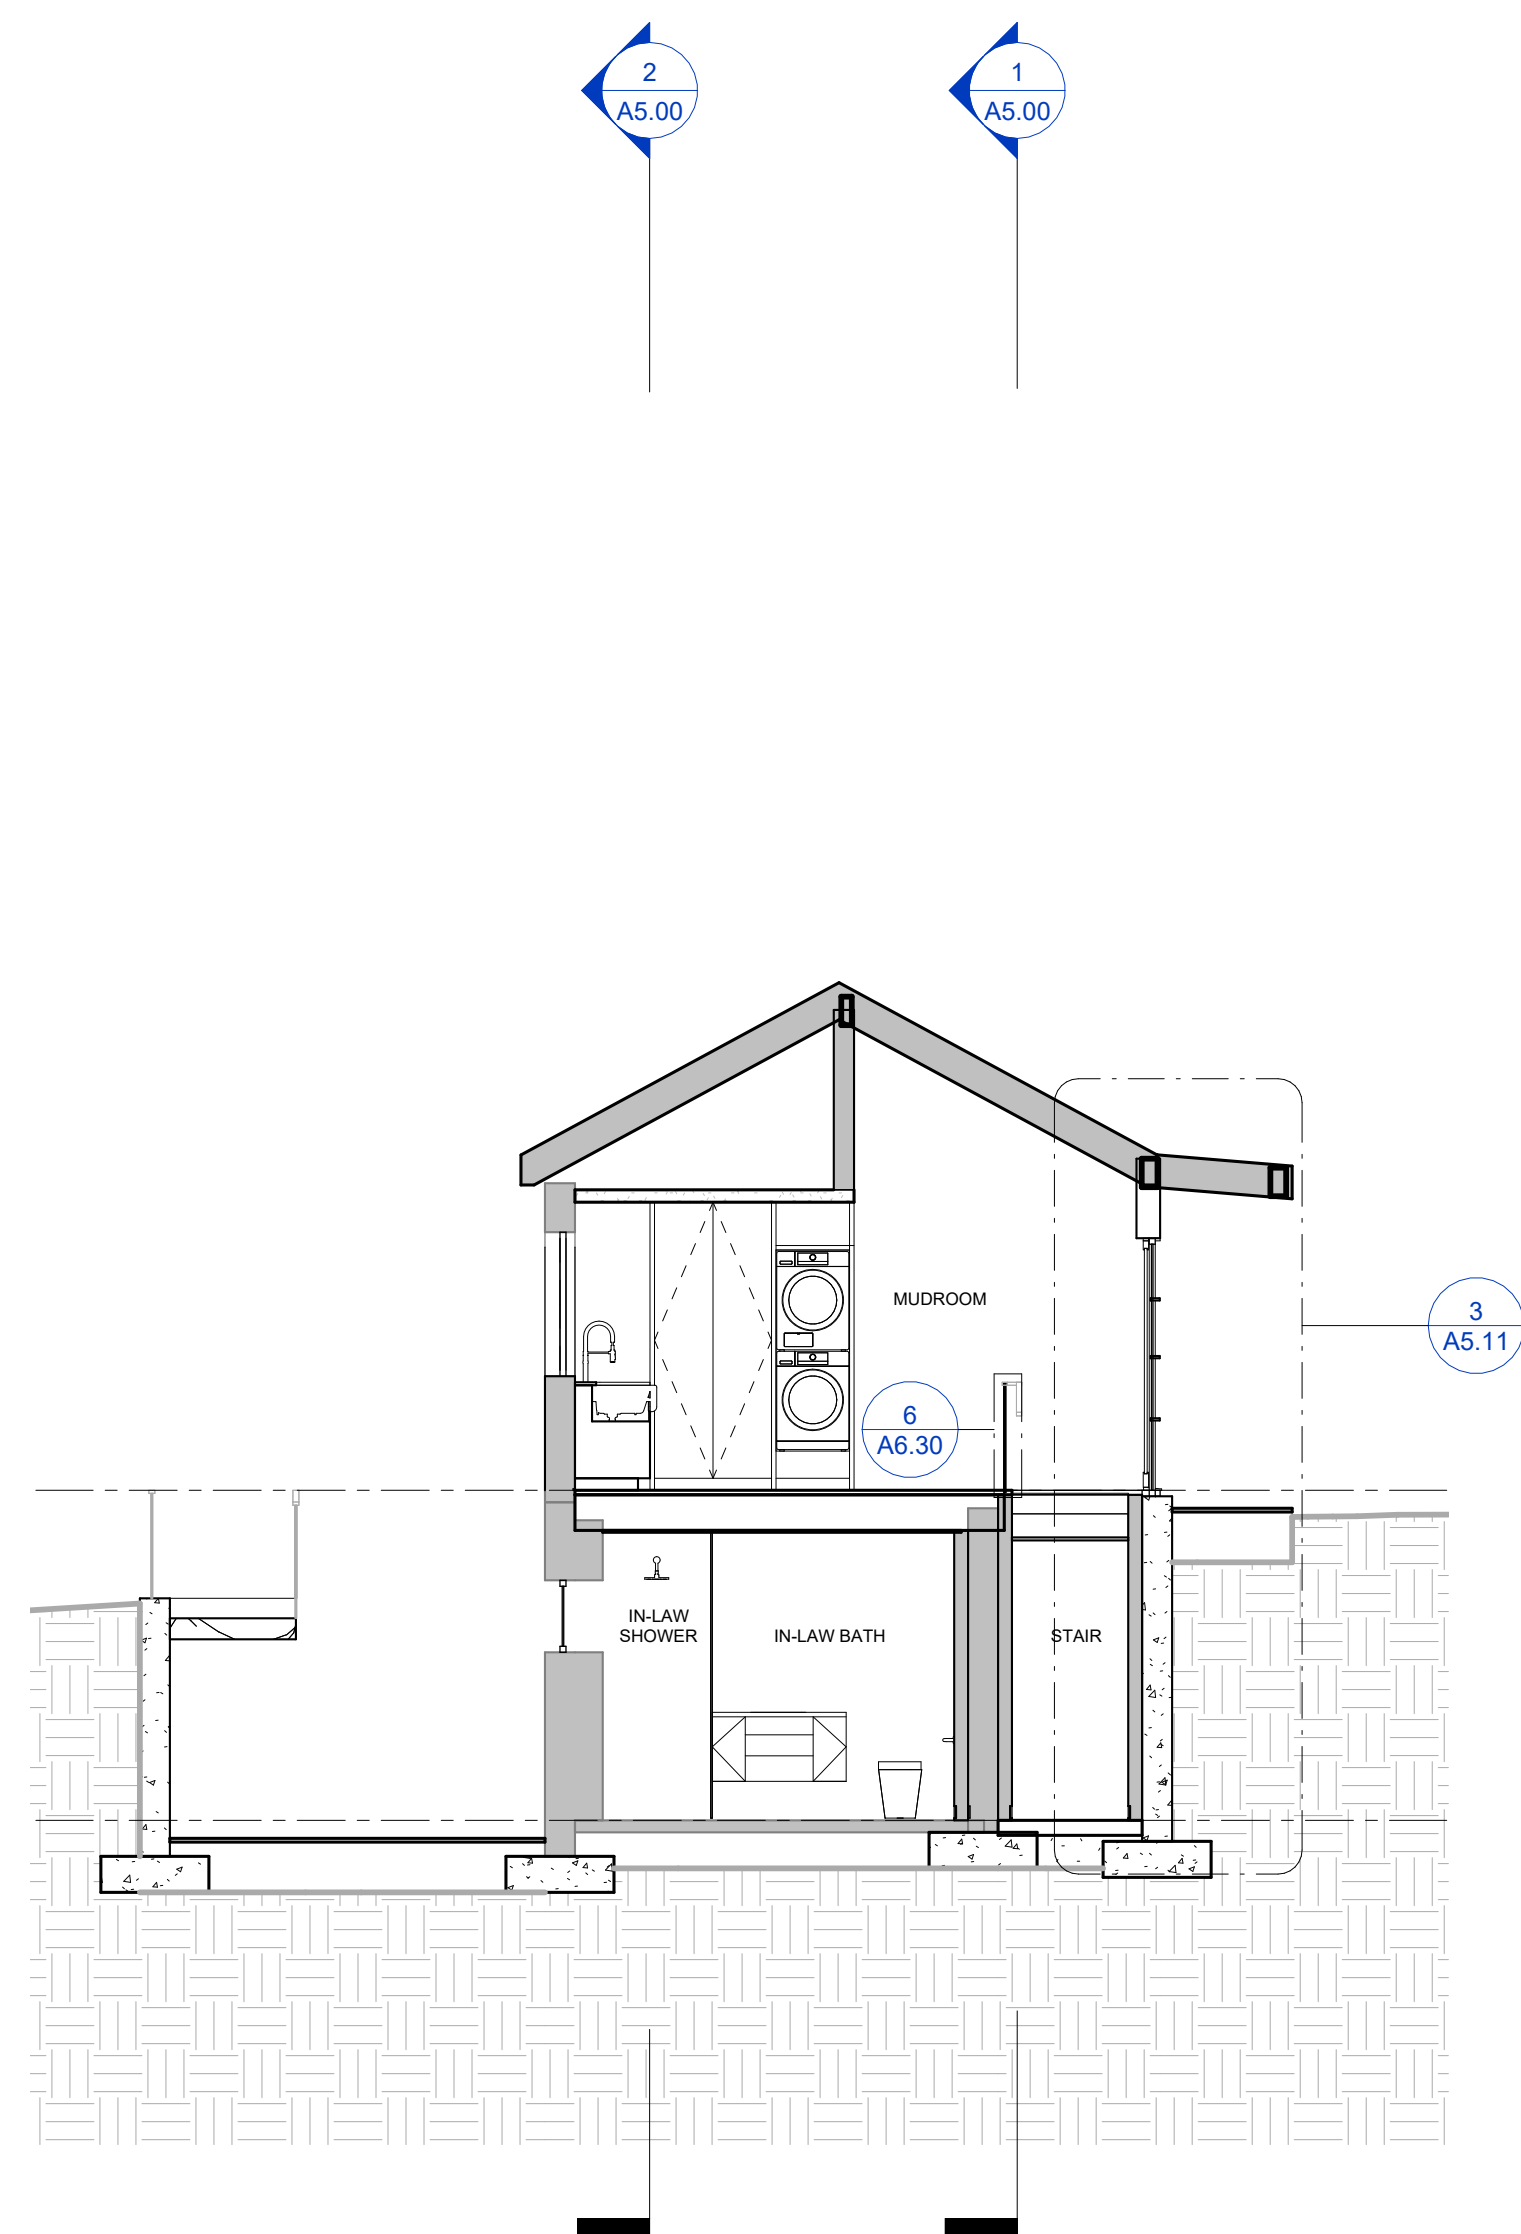 2
A5.00
1
A5.00
MUDROOM
3
A5.11
6
A6.30
IN-LAW
SHOWER
IN-LAW BATH
STAIR